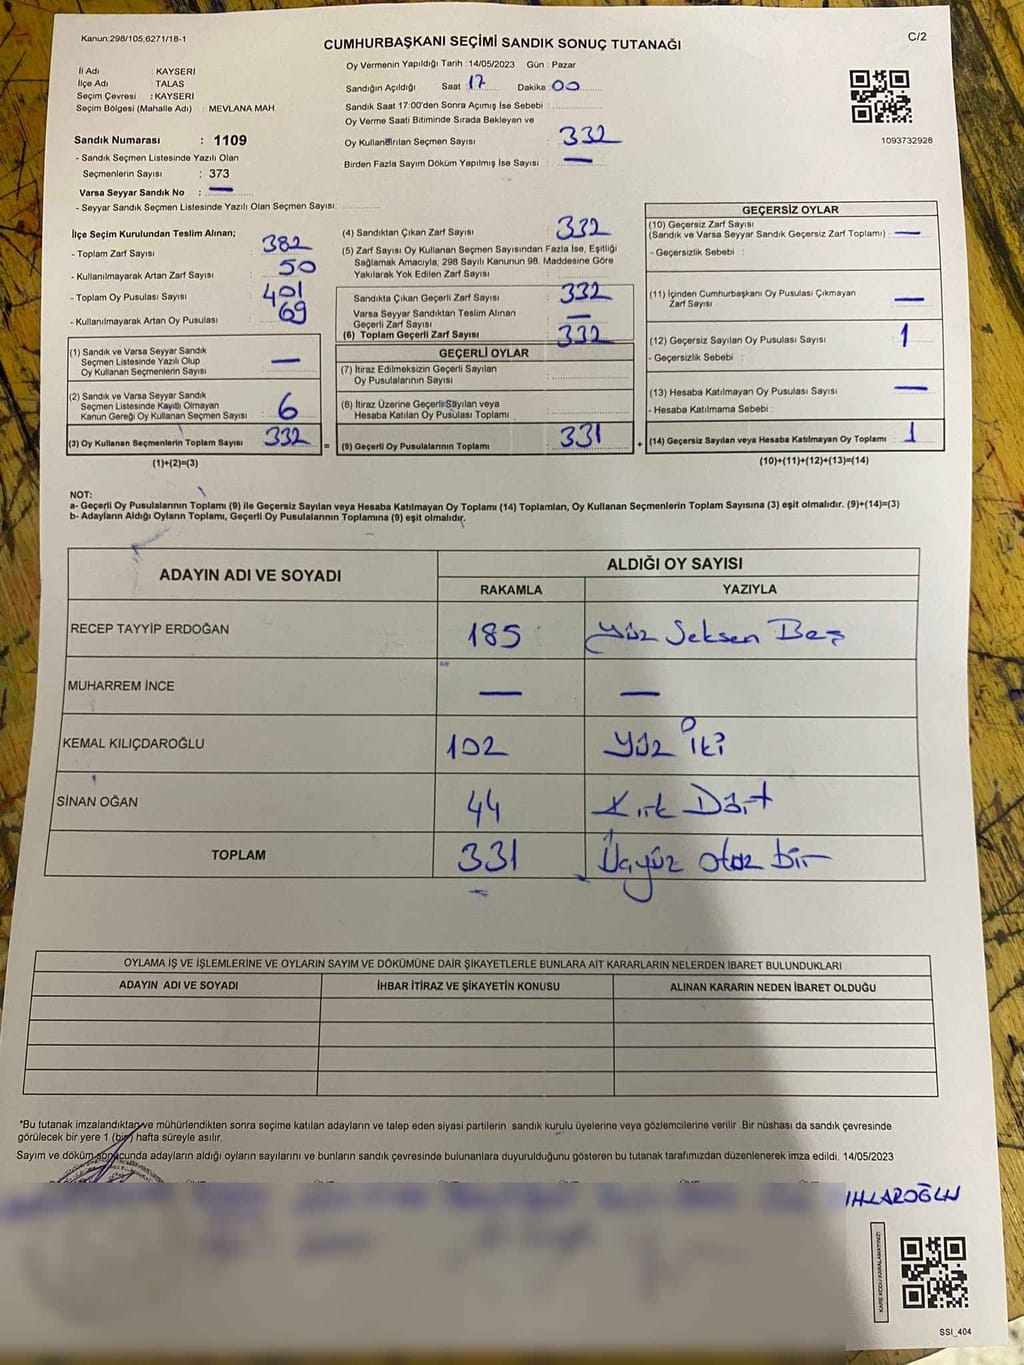 Kanun;298/105,6271/18-1
C/2
CUMHURBAŞKANI SEÇİMİ SANDIK SONUÇ TUTANAĞI
İl Adı : KAYSERİ
İlçe Adı : TALAS
Seçim Çevresi : KAYSERİ
Seçim Bölgesi (Mahalle Adı) : MEVLANA MAH.
Sandık Numarası : 1109
- Sandık Seçmen Listesinde Yazılı Olan
Seçmenlerin Sayısı : 373
Varsa Seyyar Sandık No : —
- Seyyar Sandık Seçmen Listesinde Yazılı Olan Seçmen Sayısı:
Oy Vermenin Yapıldığı Tarih : 14/05/2023 Gün : Pazar
Sandığın Açıldığı Saat : 17 Dakika : 00
Sandık Saat 17:00'den Sonra Açımış İse Sebebi :
Oy Verme Saati Bitiminde Sırada Bekleyen ve
Oy Kullandırılan Seçmen Sayısı : 332
Birden Fazla Sayım Döküm Yapılmış İse Sayısı : —
1093732928
İlçe Seçim Kurulundan Teslim Alınan;
- Toplam Zarf Sayısı : 382
- Kullanılmayarak Artan Zarf Sayısı : 50
- Toplam Oy Pusulası Sayısı : 401
- Kullanılmayarak Artan Oy Pusulası : 69
(1) Sandık ve Varsa Seyyar Sandık
Seçmen Listesinde Yazılı Olup
Oy Kullanan Seçmenlerin Sayısı —
(2) Sandık ve Varsa Seyyar Sandık
Seçmen Listesinde Kayıtlı Olmayan
Kanun Gereği Oy Kullanan Seçmen Sayısı 6
(3) Oy Kullanan Seçmenlerin Toplam Sayısı 332
(1)+(2)=(3)
(4) Sandıktan Çıkan Zarf Sayısı : 332
(5) Zarf Sayısı Oy Kullanan Seçmen Sayısından Fazla İse, Eşitliği
Sağlamak Amacıyla, 298 Sayılı Kanunun 98. Maddesine Göre
Yakılarak Yok Edilen Zarf Sayısı :
Sandıkta Çıkan Geçerli Zarf Sayısı : 332
Varsa Seyyar Sandıktan Teslim Alınan
Geçerli Zarf Sayısı : —
(6) Toplam Geçerli Zarf Sayısı : 332
GEÇERLİ OYLAR
(7) İtiraz Edilmeksizin Geçerli Sayılan
Oy Pusulalarının Sayısı :
(8) İtiraz Üzerine Geçerli Sayılan veya
Hesaba Katılan Oy Pusulası Toplamı :
= (9) Geçerli Oy Pusulalarının Toplamı : 331 +
GEÇERSİZ OYLAR
(10) Geçersiz Zarf Sayısı
(Sandık ve Varsa Seyyar Sandık Geçersiz Zarf Toplamı) : —
- Geçersizlik Sebebi :
(11) İçinden Cumhurbaşkanı Oy Pusulası Çıkmayan
Zarf Sayısı : —
(12) Geçersiz Sayılan Oy Pusulası Sayısı : 1
- Geçersizlik Sebebi :
(13) Hesaba Katılmayan Oy Pusulası Sayısı : —
- Hesaba Katılmama Sebebi :
(14) Geçersiz Sayılan veya Hesaba Katılmayan Oy Toplamı : 1
(10)+(11)+(12)+(13)=(14)
NOT:
a- Geçerli Oy Pusulalarının Toplamı (9) ile Geçersiz Sayılan veya Hesaba Katılmayan Oy Toplamı (14) Toplamları, Oy Kullanan Seçmenlerin Toplam Sayısına (3) eşit olmalıdır. (9)+(14)=(3)
b- Adayların Aldığı Oyların Toplamı, Geçerli Oy Pusulalarının Toplamına (9) eşit olmalıdır.
ADAYIN ADI VE SOYADI
ALDIĞI OY SAYISI
RAKAMLA YAZIYLA
RECEP TAYYİP ERDOĞAN 185 Yüz Seksen Beş
MUHARREM İNCE — —
KEMAL KILIÇDAROĞLU 102 Yüz İki
SİNAN OĞAN 44 Kırk Dört
TOPLAM 331 Üçyüz otuz bir
OYLAMA İŞ VE İŞLEMLERİNE VE OYLARIN SAYIM VE DÖKÜMÜNE DAİR ŞİKAYETLERLE BUNLARA AİT KARARLARIN NELERDEN İBARET BULUNDUKLARI
ADAYIN ADI VE SOYADI İHBAR İTİRAZ VE ŞİKAYETİN KONUSU ALINAN KARARIN NEDEN İBARET OLDUĞU
*Bu tutanak imzalandıktan ve mühürlendikten sonra seçime katılan adayların ve talep eden siyasi partilerin sandık kurulu üyelerine veya gözlemcilerine verilir .Bir nüshası da sandık çevresinde
görülecek bir yere 1 (bir) hafta süreyle asılır.
Sayım ve döküm sonucunda adayların aldığı oyların sayılarını ve bunların sandık çevresinde bulunanlara duyurulduğunu gösteren bu tutanak tarafımızdan düzenlenerek imza edildi. 14/05/2023
KARE KODU KARALAMAYINIZ!
SSI_404